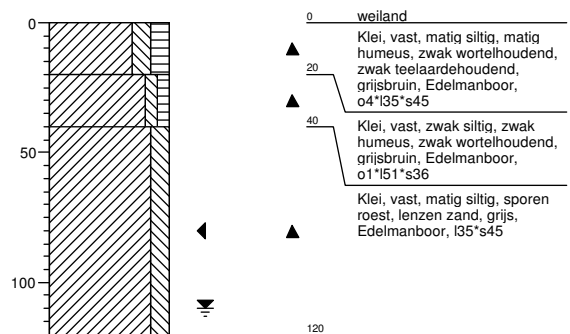 0
50
100
0
weiland
Klei, vast, matig siltig, matig
humeus, zwak wortelhoudend,
zwak teelaardehoudend,
grijsbruin, Edelmanboor,
o4*l35*s45
20
Klei, vast, zwak siltig, zwak
humeus, zwak wortelhoudend,
grijsbruin, Edelmanboor,
o1*l51*s36
40
Klei, vast, matig siltig, sporen
roest, lenzen zand, grijs,
Edelmanboor, l35*s45
120